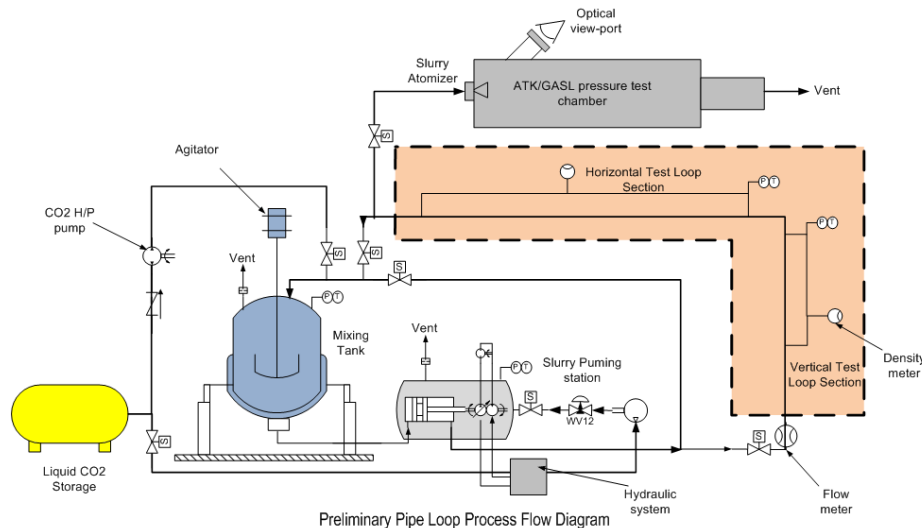 Optical
view-port
Slurry
Atomizer
ATK/GASL pressure test
chamber
Vent
S
Agitator
Horizontal Test Loop
Section
P T
CO2 H/P
pump
S
S
P T
Vent
S
P T
Mixing
Tank
Vent
Slurry Puming
station
P T
Density
meter
Vertical Test
Loop Section
S
WV12
S
S
Liquid CO2
Storage
Hydraulic
system
Flow
meter
Preliminary Pipe Loop Process Flow Diagram